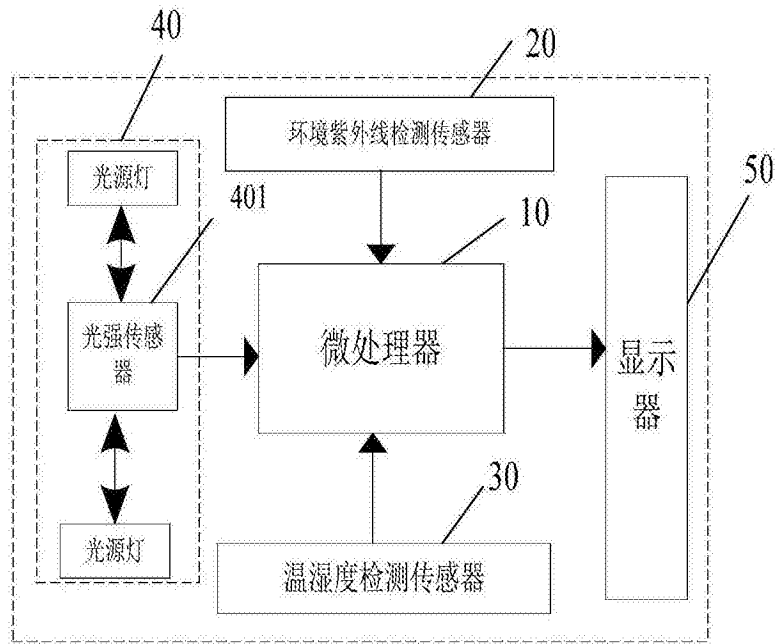 40
20
环境紫外线检测传感器
光源灯
401
10
50
光强传感
器
微处理器
显示
器
30
光源灯
温湿度检测传感器